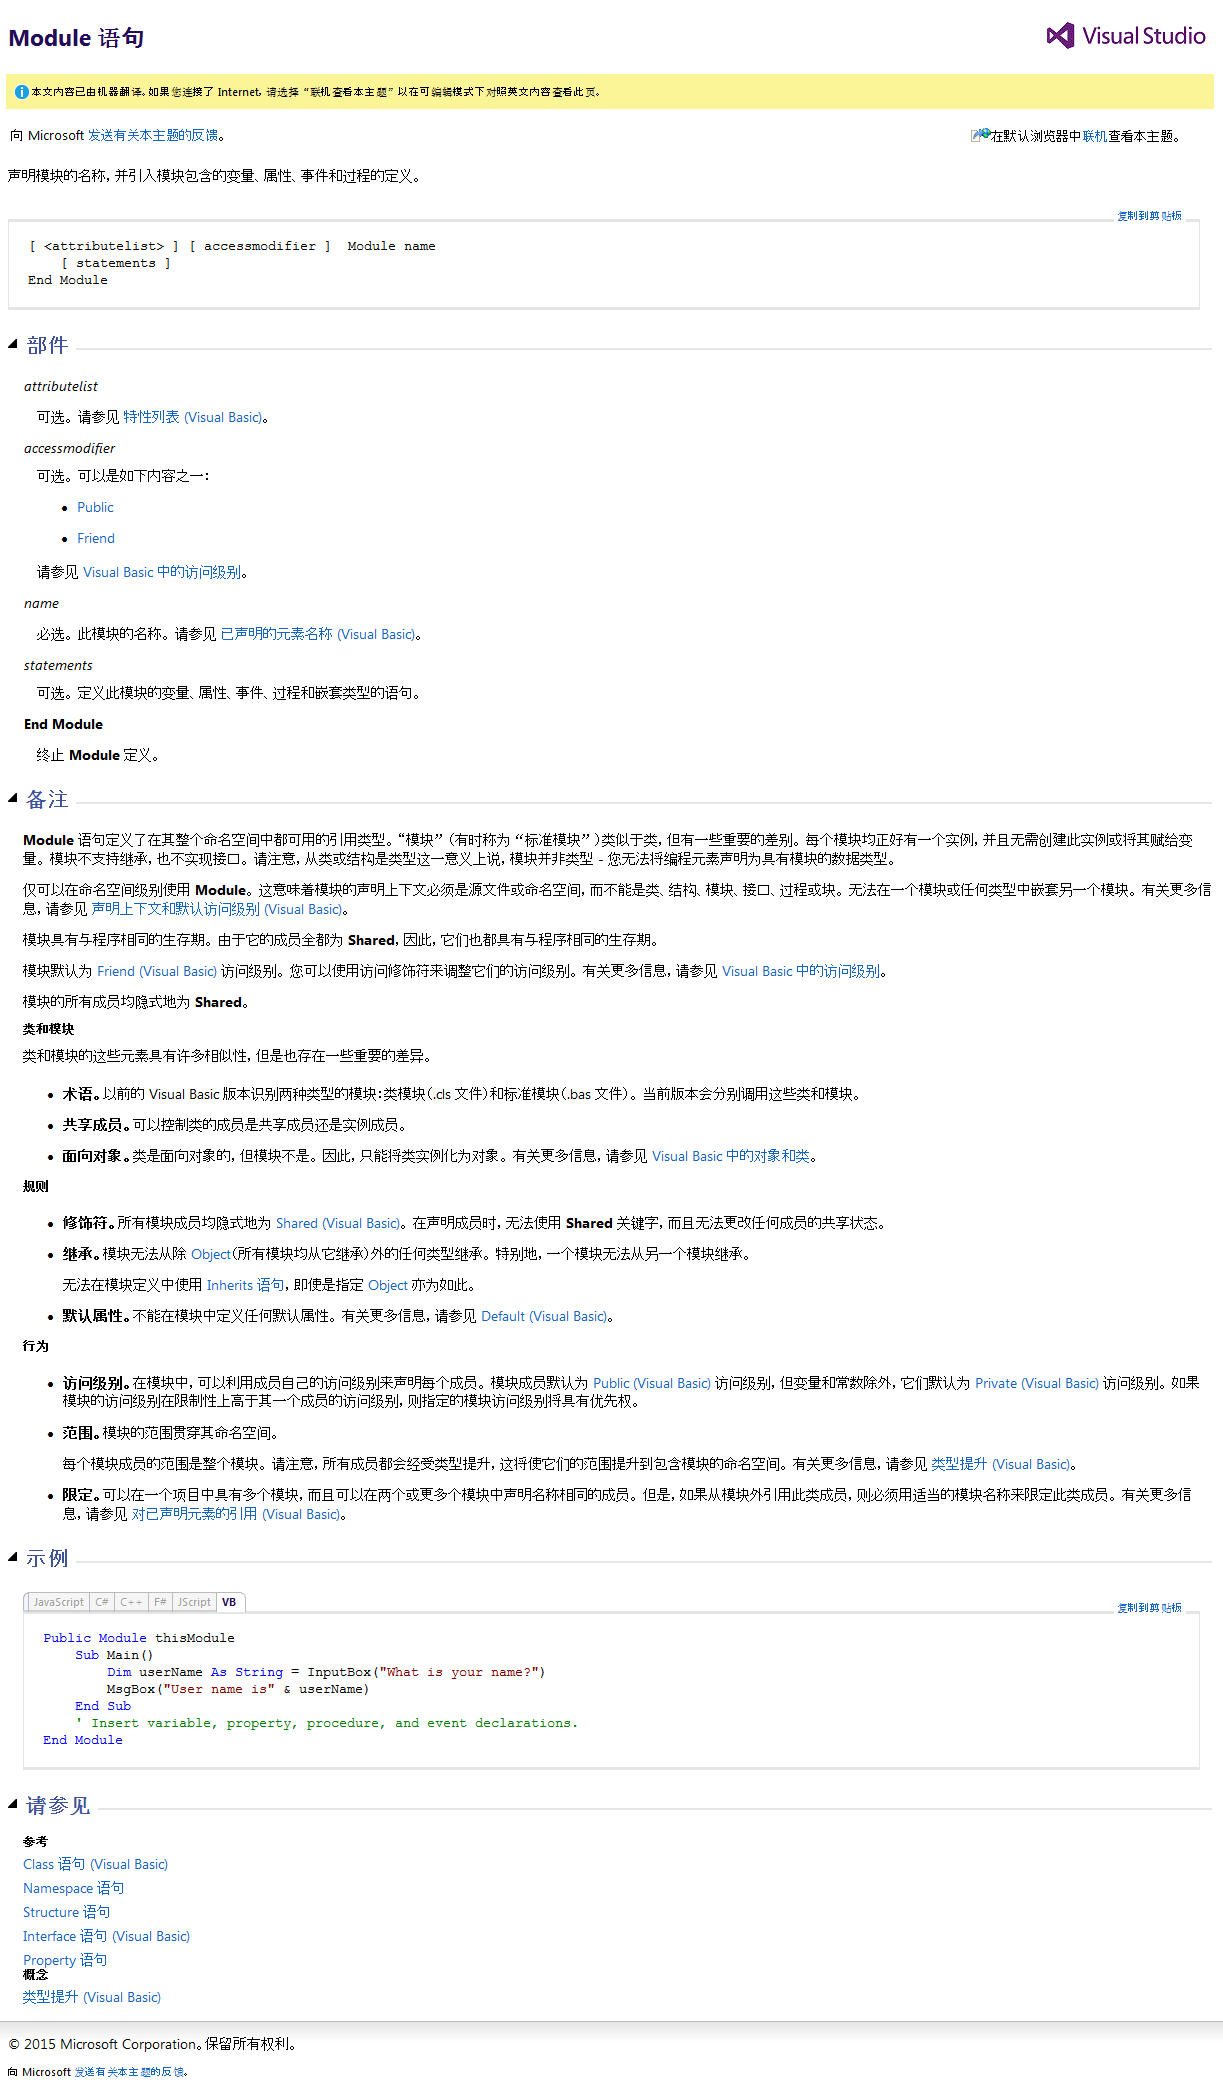 Module 语句
Visual Studio
本文内容已由机器翻译。如果您连接了 Internet，请选择“联机查看本主题”以在可编辑模式下对照英文内容查看此页。
向 Microsoft 发送有关本主题的反馈。
在默认浏览器中联机查看本主题。
声明模块的名称，并引入模块包含的变量、属性、事件和过程的定义。
复制到剪贴板
[ <attributelist> ] [ accessmodifier ]  Module name
    [ statements ]
End Module
部件
attributelist
可选。请参见 特性列表 (Visual Basic)。
accessmodifier
可选。可以是如下内容之一：
• Public
• Friend
请参见 Visual Basic 中的访问级别。
name
必选。此模块的名称。请参见 已声明的元素名称 (Visual Basic)。
statements
可选。定义此模块的变量、属性、事件、过程和嵌套类型的语句。
End Module
终止 Module 定义。
备注
Module 语句定义了在其整个命名空间中都可用的引用类型。“模块”（有时称为“标准模块”）类似于类，但有一些重要的差别。每个模块均正好有一个实例，并且无需创建此实例或将其赋给变
量。模块不支持继承，也不实现接口。请注意，从类或结构是类型这一意义上说，模块并非类型 - 您无法将编程元素声明为具有模块的数据类型。
仅可以在命名空间级别使用 Module。这意味着模块的声明上下文必须是源文件或命名空间，而不能是类、结构、模块、接口、过程或块。无法在一个模块或任何类型中嵌套另一个模块。有关更多信
息，请参见 声明上下文和默认访问级别 (Visual Basic)。
模块具有与程序相同的生存期。由于它的成员全都为 Shared，因此，它们也都具有与程序相同的生存期。
模块默认为 Friend (Visual Basic) 访问级别。您可以使用访问修饰符来调整它们的访问级别。有关更多信息，请参见 Visual Basic 中的访问级别。
模块的所有成员均隐式地为 Shared。
类和模块
类和模块的这些元素具有许多相似性，但是也存在一些重要的差异。
• 术语。以前的 Visual Basic 版本识别两种类型的模块：类模块（.cls 文件）和标准模块（.bas 文件）。当前版本会分别调用这些类和模块。
• 共享成员。可以控制类的成员是共享成员还是实例成员。
• 面向对象。类是面向对象的，但模块不是。因此，只能将类实例化为对象。有关更多信息，请参见 Visual Basic 中的对象和类。
规则
• 修饰符。所有模块成员均隐式地为 Shared (Visual Basic)。在声明成员时，无法使用 Shared 关键字，而且无法更改任何成员的共享状态。
• 继承。模块无法从除 Object（所有模块均从它继承）外的任何类型继承。特别地，一个模块无法从另一个模块继承。
无法在模块定义中使用 Inherits 语句，即使是指定 Object 亦为如此。
• 默认属性。不能在模块中定义任何默认属性。有关更多信息，请参见 Default (Visual Basic)。
行为
• 访问级别。在模块中，可以利用成员自己的访问级别来声明每个成员。模块成员默认为 Public (Visual Basic) 访问级别，但变量和常数除外，它们默认为 Private (Visual Basic) 访问级别。如果
模块的访问级别在限制性上高于其一个成员的访问级别，则指定的模块访问级别将具有优先权。
• 范围。模块的范围贯穿其命名空间。
每个模块成员的范围是整个模块。请注意，所有成员都会经受类型提升，这将使它们的范围提升到包含模块的命名空间。有关更多信息，请参见 类型提升 (Visual Basic)。
• 限定。可以在一个项目中具有多个模块，而且可以在两个或更多个模块中声明名称相同的成员。但是，如果从模块外引用此类成员，则必须用适当的模块名称来限定此类成员。有关更多信
息，请参见 对已声明元素的引用 (Visual Basic)。
示例
JavaScript C# C++ F# JScript VB
复制到剪贴板
Public Module thisModule
    Sub Main()
        Dim userName As String = InputBox("What is your name?")
        MsgBox("User name is" & userName)
    End Sub
    ' Insert variable, property, procedure, and event declarations.
End Module
请参见
参考
Class 语句 (Visual Basic)
Namespace 语句
Structure 语句
Interface 语句 (Visual Basic)
Property 语句
概念
类型提升 (Visual Basic)
© 2015 Microsoft Corporation。保留所有权利。
向 Microsoft 发送有关本主题的反馈。